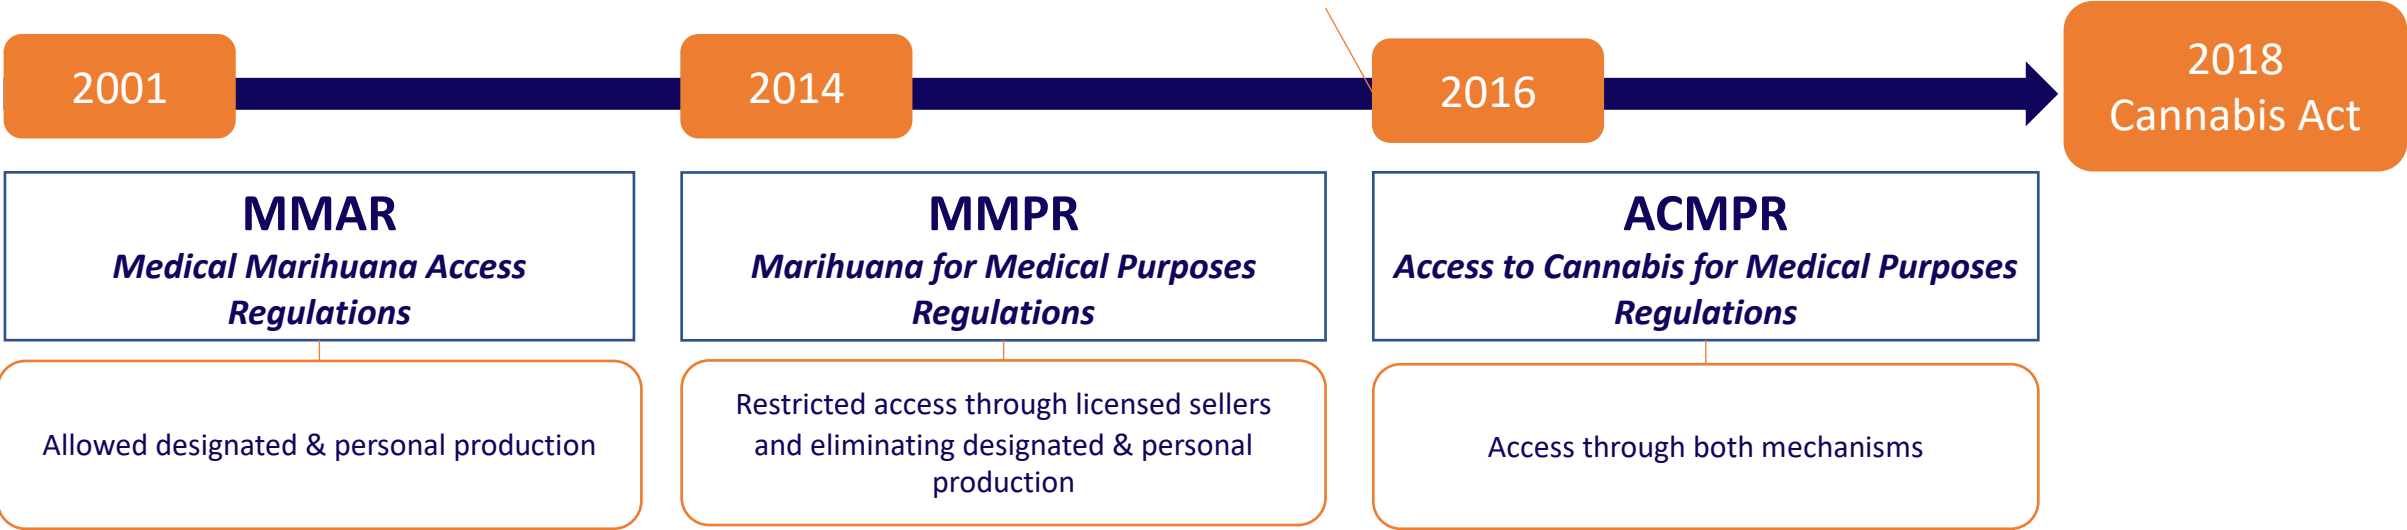 2001
2014
2016
2018
Cannabis Act
MMAR
Medical Marihuana Access
Regulations
MMPR
Marihuana for Medical Purposes
Regulations
ACMPR
Access to Cannabis for Medical Purposes
Regulations
Allowed designated & personal production
Restricted access through licensed sellers
and eliminating designated & personal
production
Access through both mechanisms